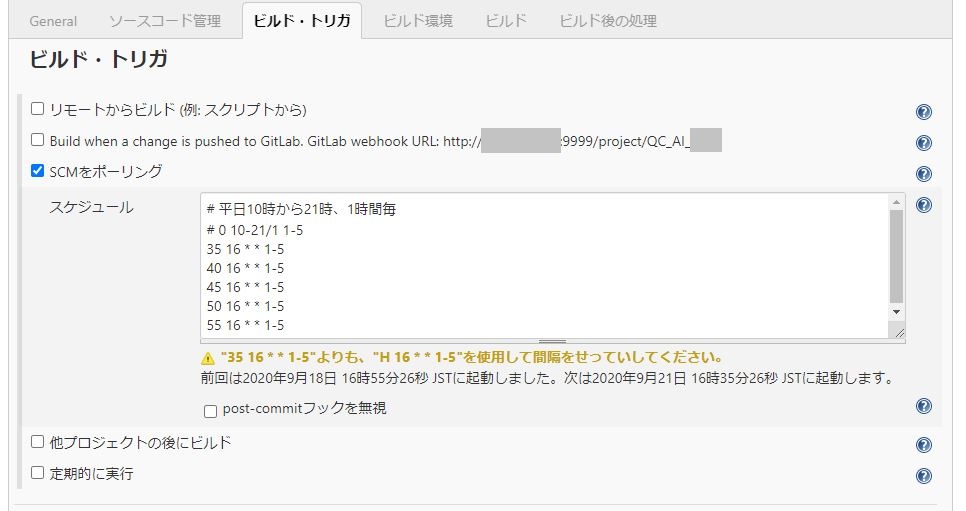 General ソースコード管理 ビルド・トリガ ビルド環境 ビルド ビルド後の処理
ビルド・トリガ
リモートからビルド (例: スクリプトから)
Build when a change is pushed to GitLab. GitLab webhook URL: http:// :9999/project/QC_AI_
SCMをポーリング
スケジュール
# 平日10時から21時、1時間毎
# 0 10-21/1 1-5
35 16 * * 1-5
40 16 * * 1-5
45 16 * * 1-5
50 16 * * 1-5
55 16 * * 1-5
"35 16 * * 1-5"よりも、"H 16 * * 1-5"を使用して間隔をせっていしてください。
前回は2020年9月18日 16時55分26秒 JSTに起動しました。次は2020年9月21日 16時35分26秒 JSTに起動します。
post-commitフックを無視
他プロジェクトの後にビルド
定期的に実行